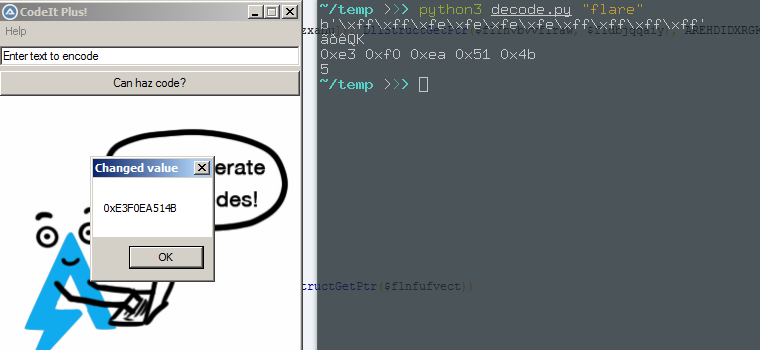 CodeIt Plus!
Help
Enter text to encode
Can haz code?
erate
des!
Changed value
0xE3F0EA514B
OK
~/temp >>> python3 decode.py "flare"
b'\xff\xff\xfe\xfe\xfe\xfe\xff\xff\xff\xff'
ãðêQK
0xe3 0xf0 0xea 0x51 0x4b
5
~/temp >>>
tructGetPtr($flnfufvect))